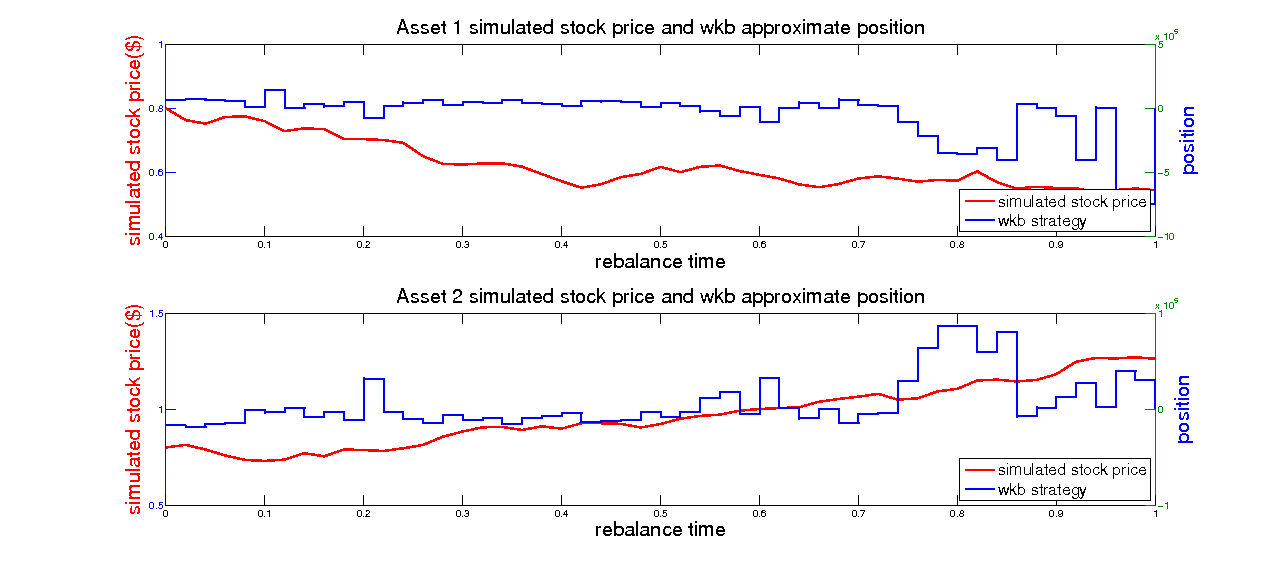 Asset 1 simulated stock price and wkb approximate position
x 10^5
simulated stock price($)
1
0.8
0.6
0.4
5
0
-5
-10
position
simulated stock price
wkb strategy
0 0.1 0.2 0.3 0.4 0.5 0.6 0.7 0.8 0.9 1
rebalance time
Asset 2 simulated stock price and wkb approximate position
x 10^5
simulated stock price($)
1.5
1
0.5
1
0
-1
position
simulated stock price
wkb strategy
0 0.1 0.2 0.3 0.4 0.5 0.6 0.7 0.8 0.9 1
rebalance time